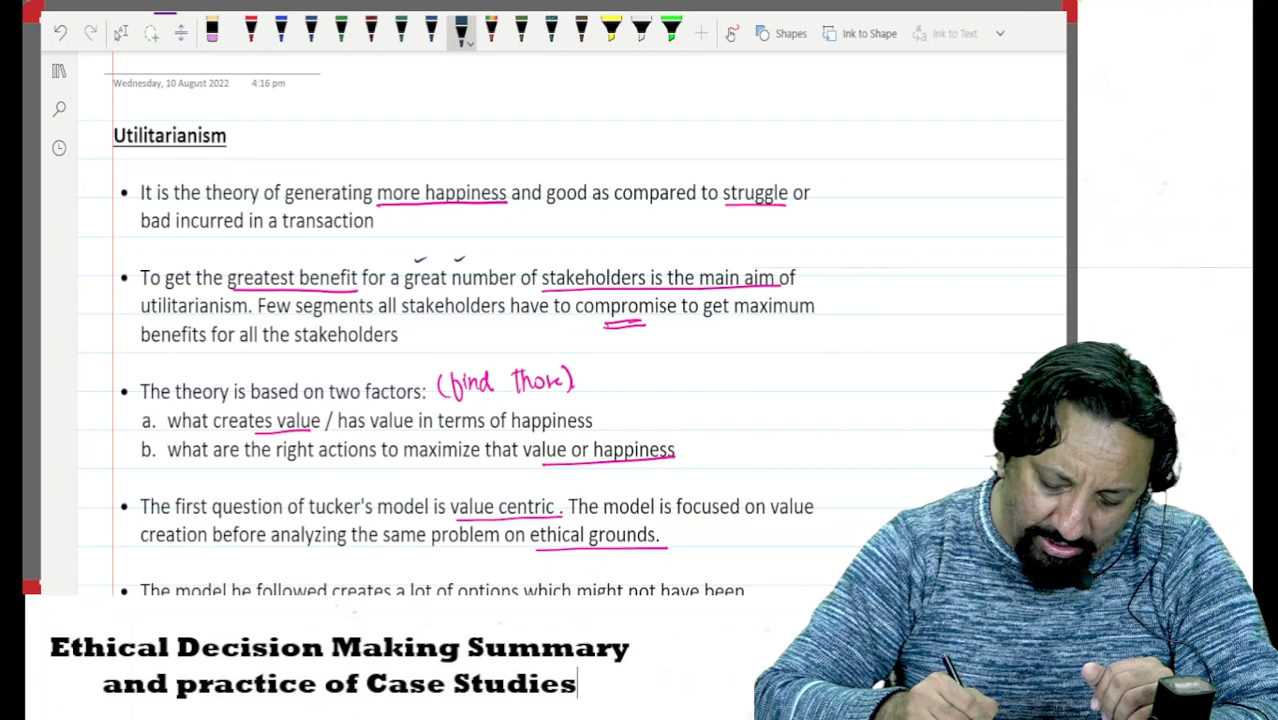 Shapes
Ink to Shape
Ink to Text
Wednesday, 10 August 2022 4:16 pm
Utilitarianism
• It is the theory of generating more happiness and good as compared to struggle or
bad incurred in a transaction
• To get the greatest benefit for a great number of stakeholders is the main aim of
utilitarianism. Few segments all stakeholders have to compromise to get maximum
benefits for all the stakeholders
• The theory is based on two factors: (find
a. what creates value / has value in terms of happiness
b. what are the right actions to maximize that value or happiness
• The first question of tucker's model is value centric . The model is focused on value
creation before analyzing the same problem on ethical grounds.
• The model he followed creates a lot of options which might not have been
Ethical Decision Making Summary
and practice of Case Studies